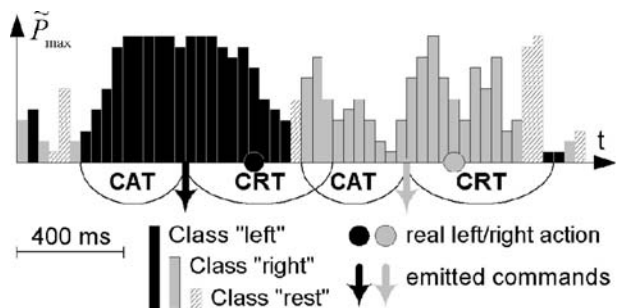 P̃max
t
CAT CRT CAT CRT
400 ms
Class "left"
Class "right"
Class "rest"
real left/right action
emitted commands